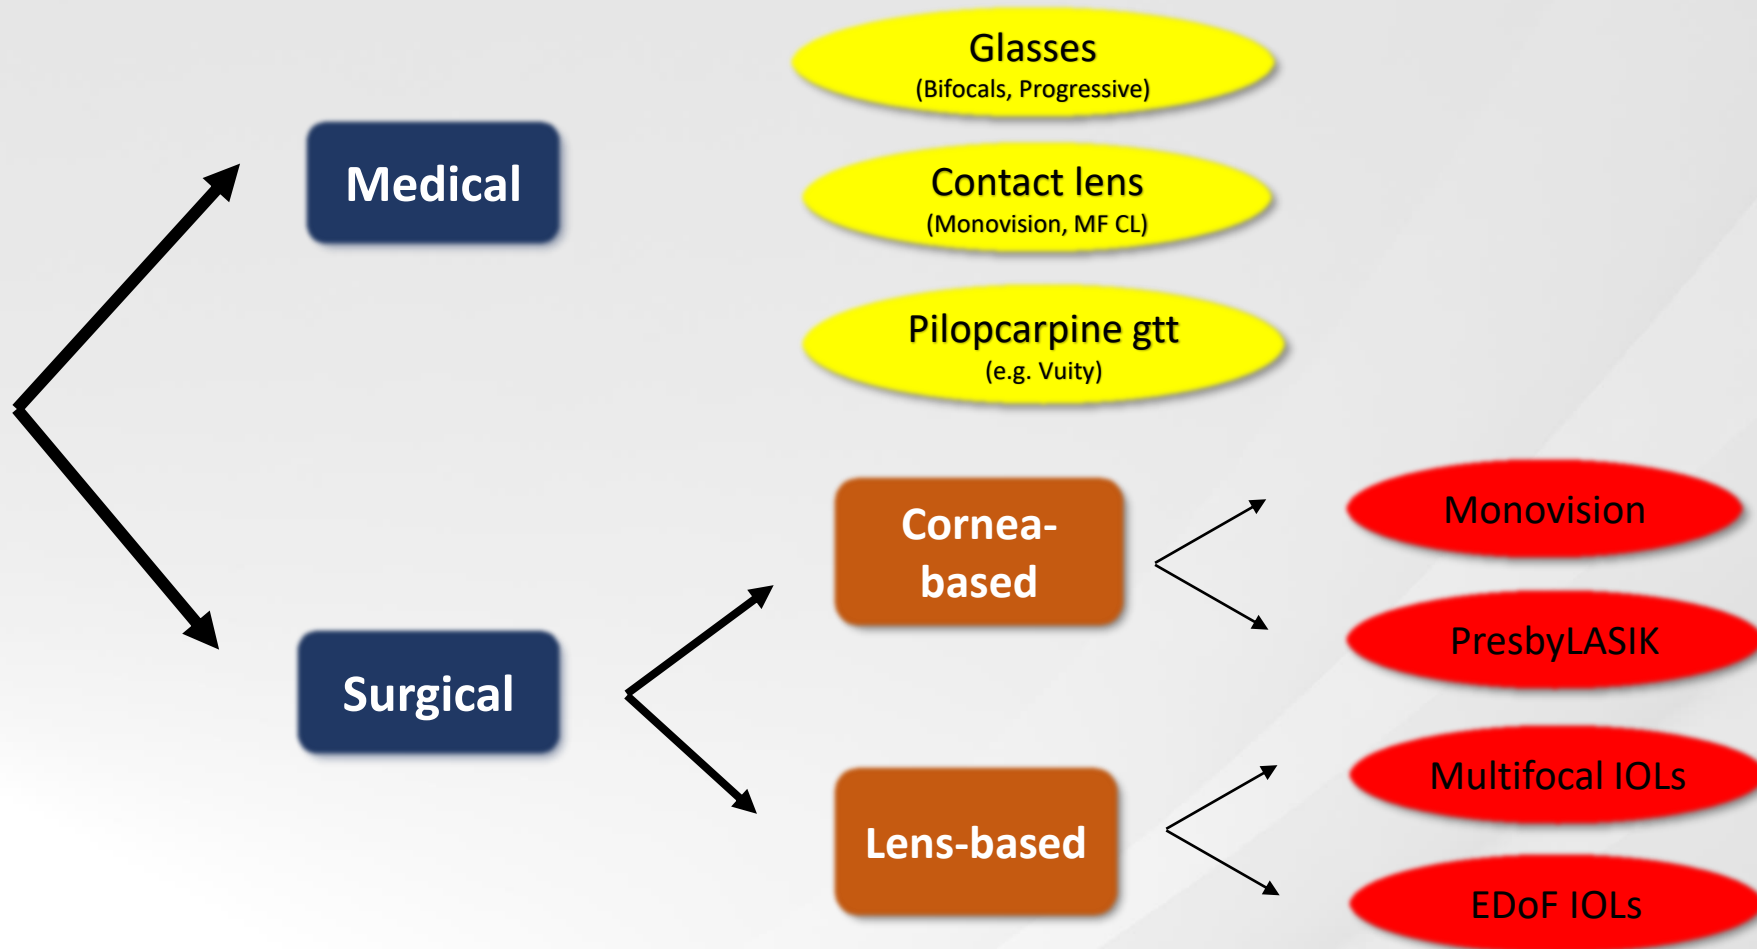 Glasses
(Bifocals, Progressive)
Medical
Contact lens
(Monovision, MF CL)
Pilopcarpine gtt
(e.g. Vuity)
Cornea-
based
Monovision
PresbyLASIK
Surgical
Multifocal IOLs
Lens-based
EDoF IOLs